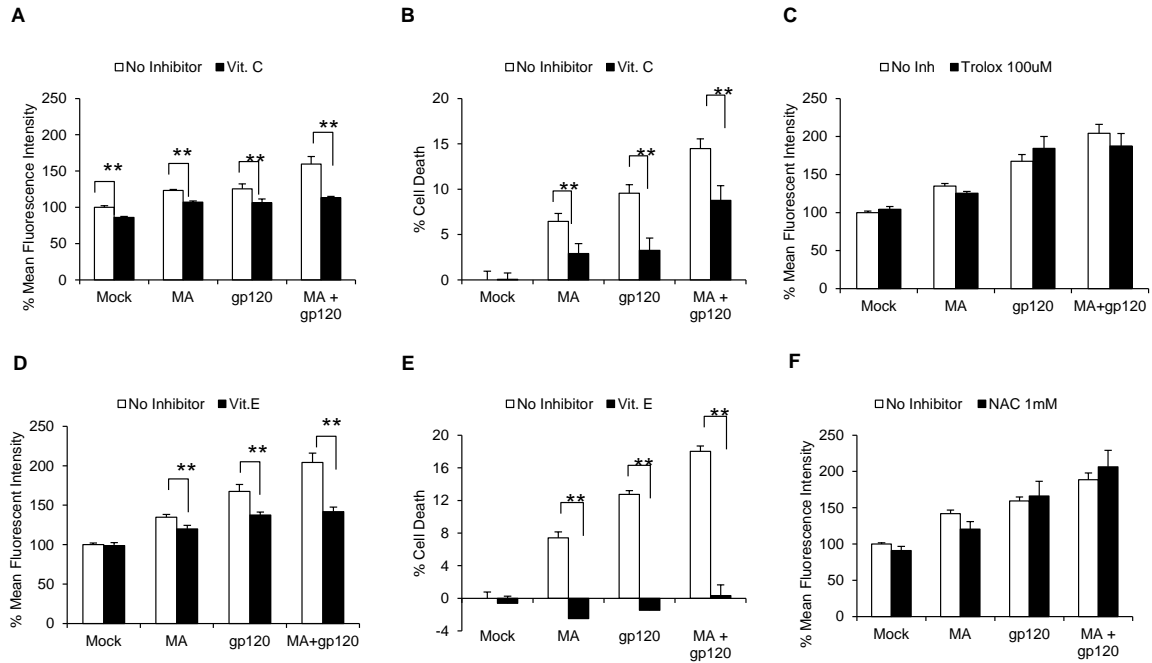 A
No Inhibitor Vit. C
% Mean Fluorescence Intensity
250
200
150
100
50
0
** ** ** **
Mock MA gp120 MA +
gp120
B
No Inhibitor Vit. C
% Cell Death
20
15
10
5
0
** ** **
Mock MA gp120 MA +
gp120
C
No Inh Trolox 100uM
% Mean Fluorescent Intensity
250
200
150
100
50
0
Mock MA gp120 MA+gp120
D
No Inhibitor Vit.E
% Mean Fluorescent Intensity
250
200
150
100
50
0
** ** **
Mock MA gp120 MA+gp120
E
No Inhibitor Vit. E
% Cell Death
20
16
12
8
4
0
-4
** ** **
Mock MA gp120 MA +
gp120
F
No Inhibitor NAC 1mM
% Mean Fluorescence Intensity
250
200
150
100
50
0
Mock MA gp120 MA +
gp120